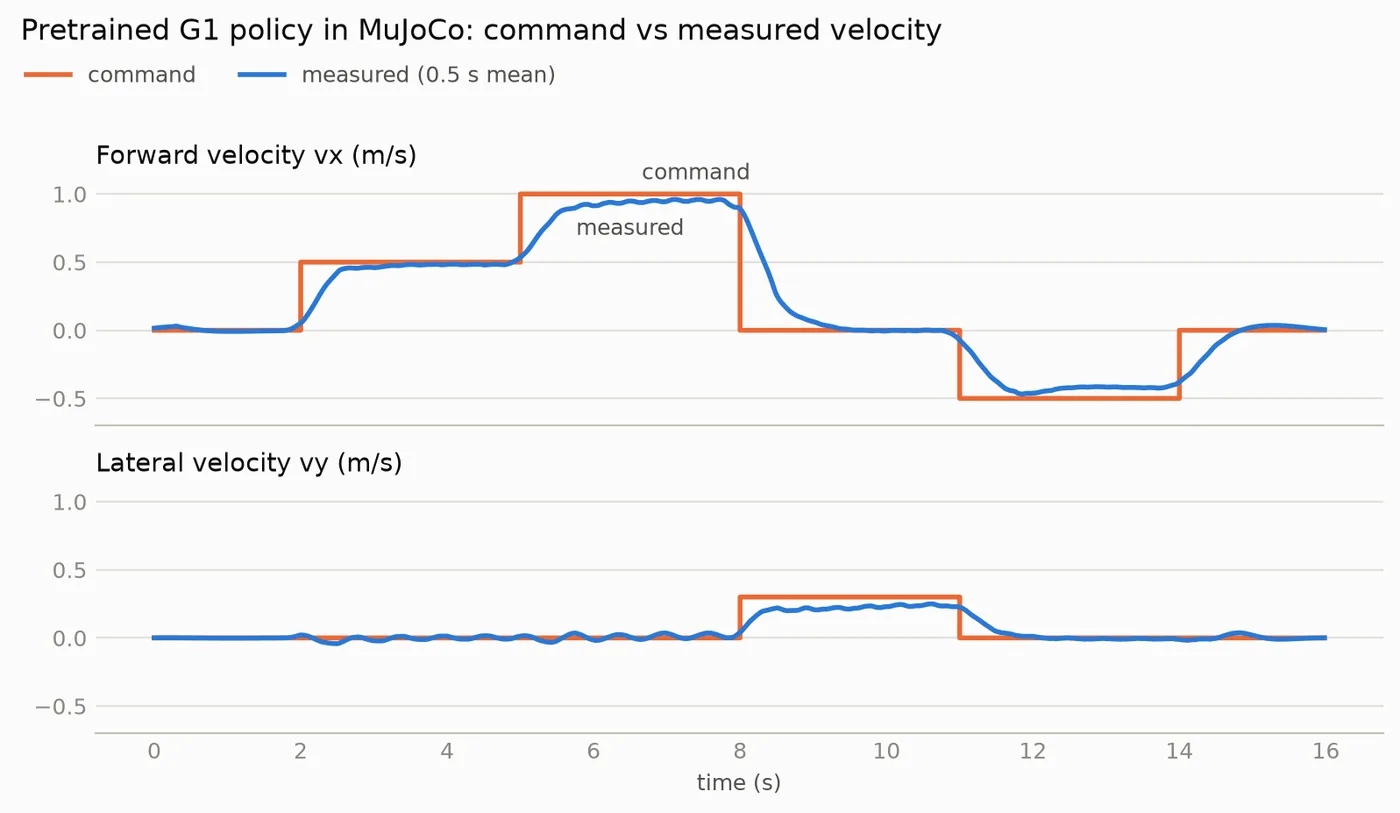 Pretrained G1 policy in MuJoCo: command vs measured velocity
command measured (0.5 s mean)
Forward velocity vx (m/s)
command
1.0
measured
0.5
0.0
−0.5
Lateral velocity vy (m/s)
1.0
0.5
0.0
−0.5
0 2 4 6 8 10 12 14 16
time (s)